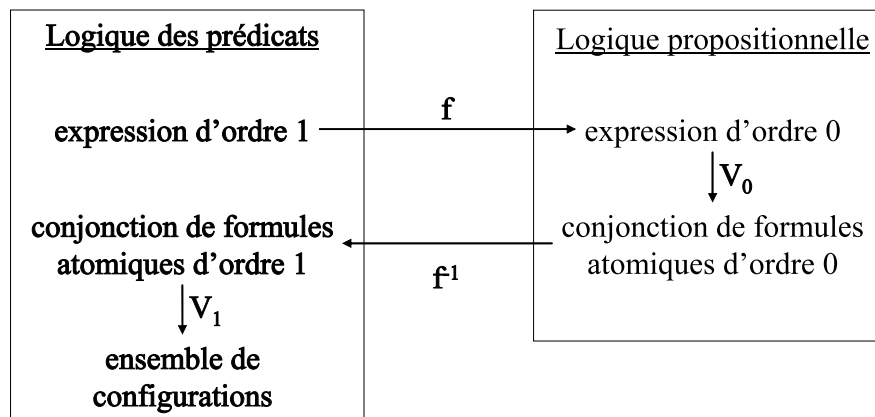 Logique des prédicats
expression d’ordre 1
conjonction de formules
atomiques d’ordre 1
V1
ensemble de
configurations
f
f-1
Logique propositionnelle
expression d’ordre 0
V0
conjonction de formules
atomiques d’ordre 0